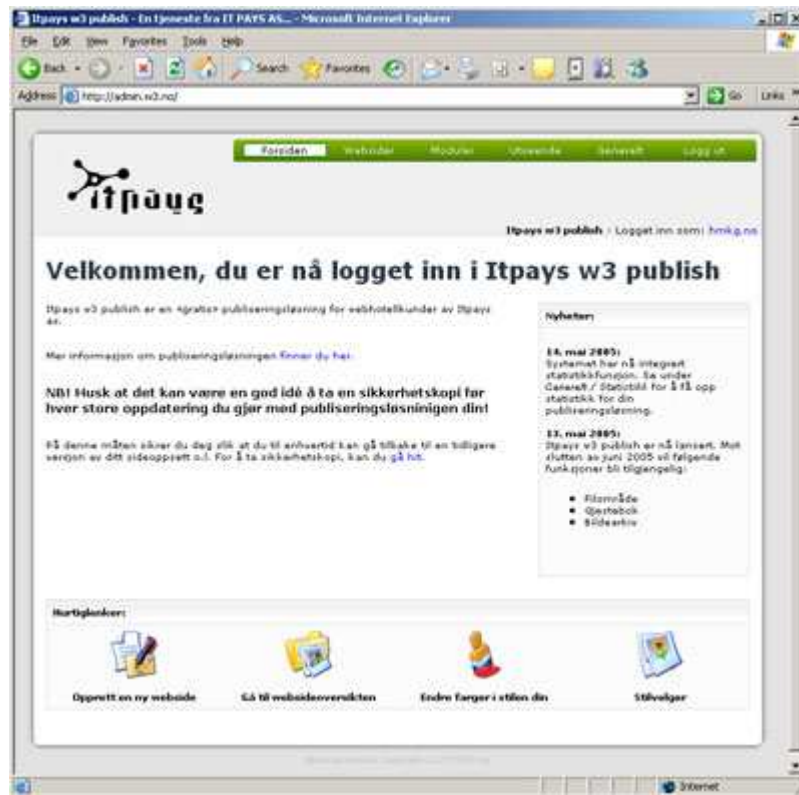 Itpays w3 publish - En tjeneste fra IT PAYS AS... - Microsoft Internet Explorer
File Edit View Favorites Tools Help
Back Search Favorites
Address http://admin.w3.no/ Go Links
Forsiden Websider Moduler Utseende Generelt Logg ut
itpays
Itpays w3 publish - Logget inn som: hmkg.no
Velkommen, du er nå logget inn i Itpays w3 publish
Itpays w3 publish er en «gratis» publiseringsløsning for webhotellkunder av Itpays
as.
Mer informasjon om publiseringsløsningen finner du her.
NB! Husk at det kan være en god idé å ta en sikkerhetskopi før
hver store oppdatering du gjør med publiseringsløsninigen din!
På denne måten sikrer du deg slik at du til enhvertid kan gå tilbake til en tidligere
versjon av ditt sideoppsett o.l. For å ta sikkerhetskopi, kan du gå hit.
Nyheter:
14. mai 2005:
Systemet har nå integrert
statistikkfunsjon. Se under
Generelt / Statistikk for å få opp
statistikk for din
publiseringsløsning.
13. mai 2005:
Itpays w3 publish er nå lansert. Mot
slutten av juni 2005 vil følgende
funksjoner bli tilgjengelig:
Filområde
Gjestebok
Bildearkiv
Hurtiglenker:
Opprett en ny webside Gå til websideoversikten Endre farger i stilen din Stilvelger
Internet